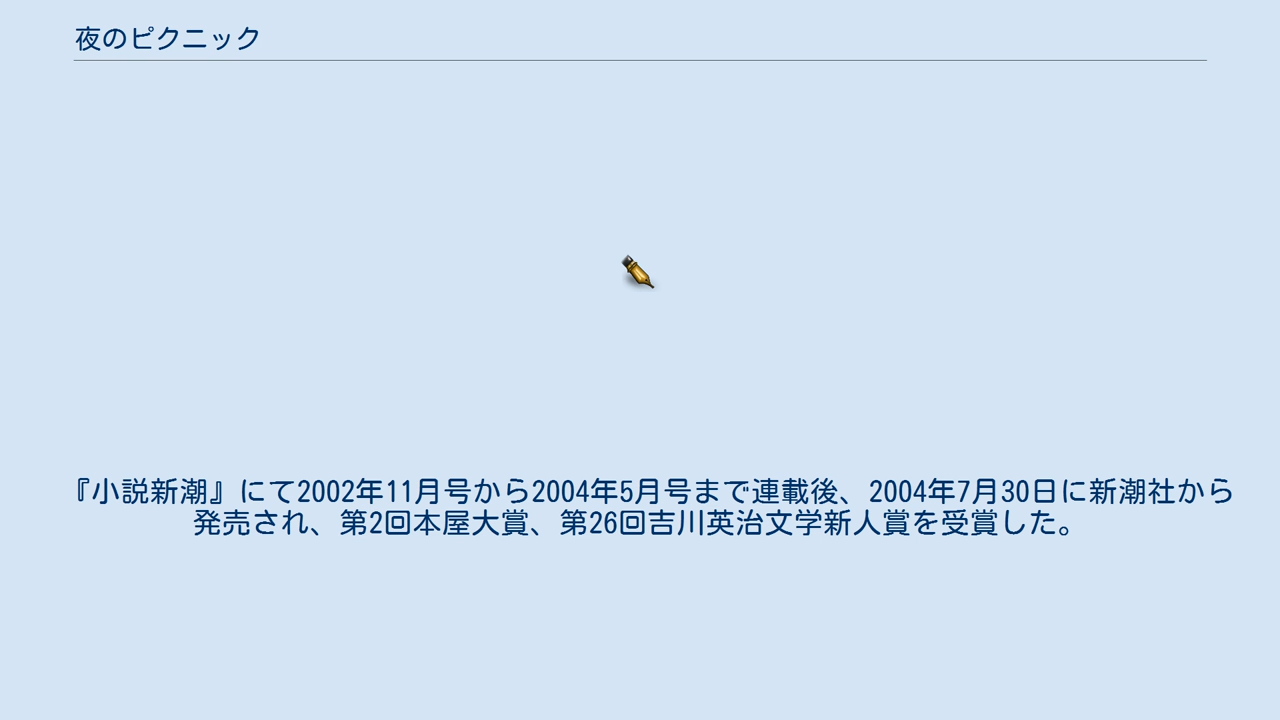 夜のピクニック
『小説新潮』にて2002年11月号から2004年5月号まで連載後、2004年7月30日に新潮社から
発売され、第2回本屋大賞、第26回吉川英治文学新人賞を受賞した。